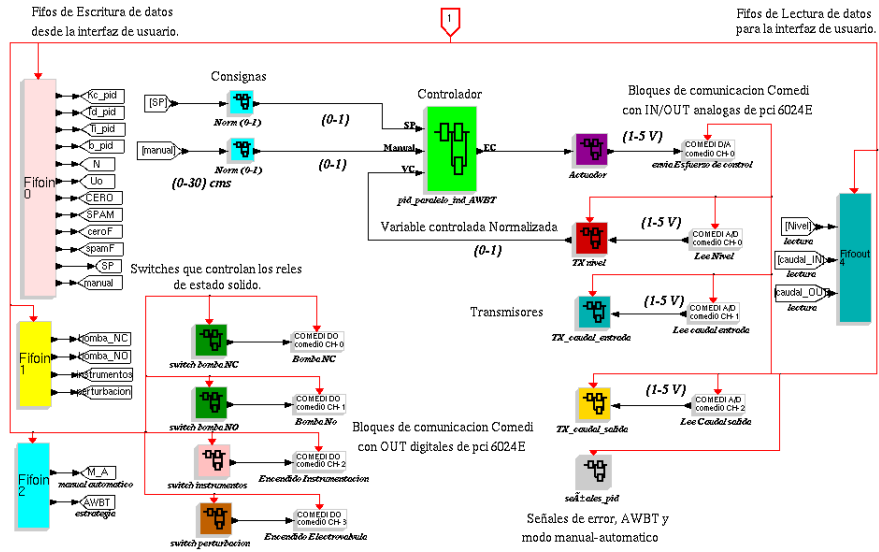 Fifos de Escritura de datos
desde la interfaz de usuario.
1
Fifos de Lectura de datos
para la interfaz de usuario.
Fifoin
0
Kc_pid
Td_pid
Ti_pid
b_pid
N
Uo
CERO
SPAM
ceroF
spamF
SP
manual
Consignas
[SP]
Norm (0-1)
(0-1)
[manual]
Norm (0-1)
(0-1)
(0-30) cms
Controlador
SP
Manual
VC
EC
pid_paralelo_ind_AWBT
Variable controlada Normalizada
(0-1)
Bloques de comunicacion Comedi
con IN/OUT analogas de pci 6024E
Actuador
(1-5 V)
COMEDI D/A
comedi0 CH-0
envia Esfuerzo de control
TX nivel
(1-5 V)
COMEDI A/D
comedi0 CH-0
Lee Nivel
Transmisores
TX_caudal_entrada
(1-5 V)
COMEDI A/D
comedi0 CH-1
Lee caudal entrada
[Nivel]
lectura
[caudal_IN]
lectura
[caudal_OUT]
lectura
Fifoout
4
Switches que controlan los reles
de estado solido.
Fifoin
1
bomba_NC
bomba_NO
instrumentos
perturbacion
switch bomba NC
COMEDI DO
comedi0 CH-0
Bomba NC
switch bomba NO
COMEDI DO
comedi0 CH-1
Bomba No
Bloques de comunicacion Comedi
con OUT digitales de pci 6024E
TX_caudal_salida
(1-5 V)
COMEDI A/D
comedi0 CH-2
Lee Caudal salida
Fifoin
2
M_A
manual automatico
AWBT
estrategia
switch instrumentos
COMEDI DO
comedi0 CH-2
Encendido Instrumentacion
switch perturbacion
COMEDI DO
comedi0 CH-3
Encendido Electrovalvula
seÃ±ales_pid
Señales de error, AWBT y
modo manual-automatico